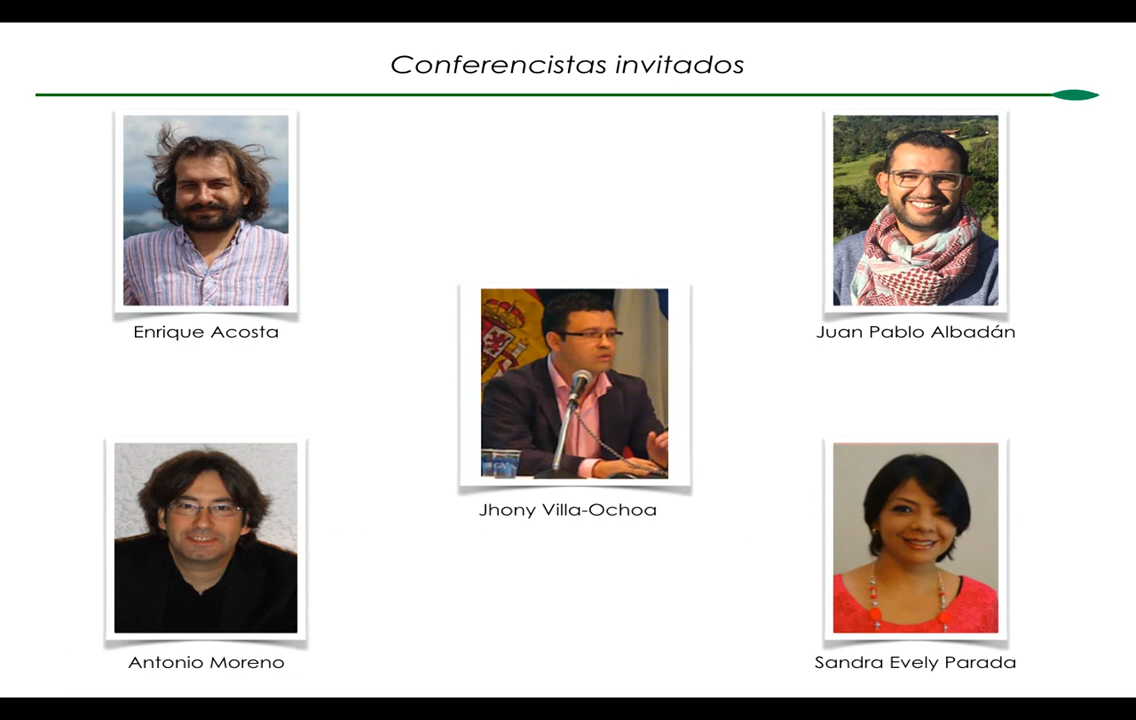 Conferencistas invitados
Enrique Acosta
Juan Pablo Albadán
Jhony Villa-Ochoa
Antonio Moreno
Sandra Evely Parada